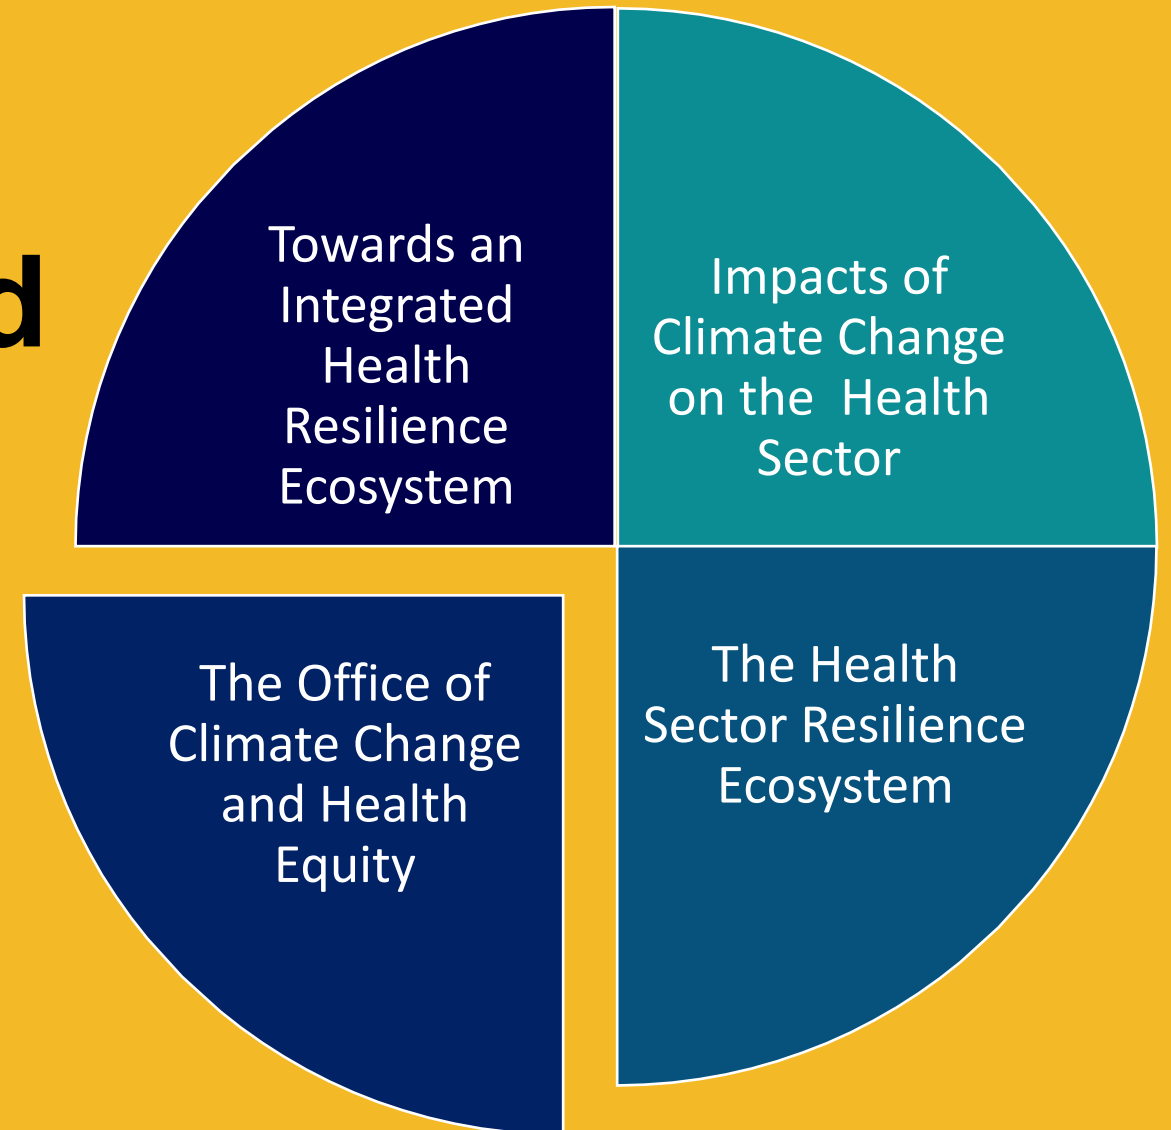 d
Towards an
Integrated
Health
Resilience
Ecosystem
Impacts of
Climate Change
on the Health
Sector
The Office of
Climate Change
and Health
Equity
The Health
Sector Resilience
Ecosystem